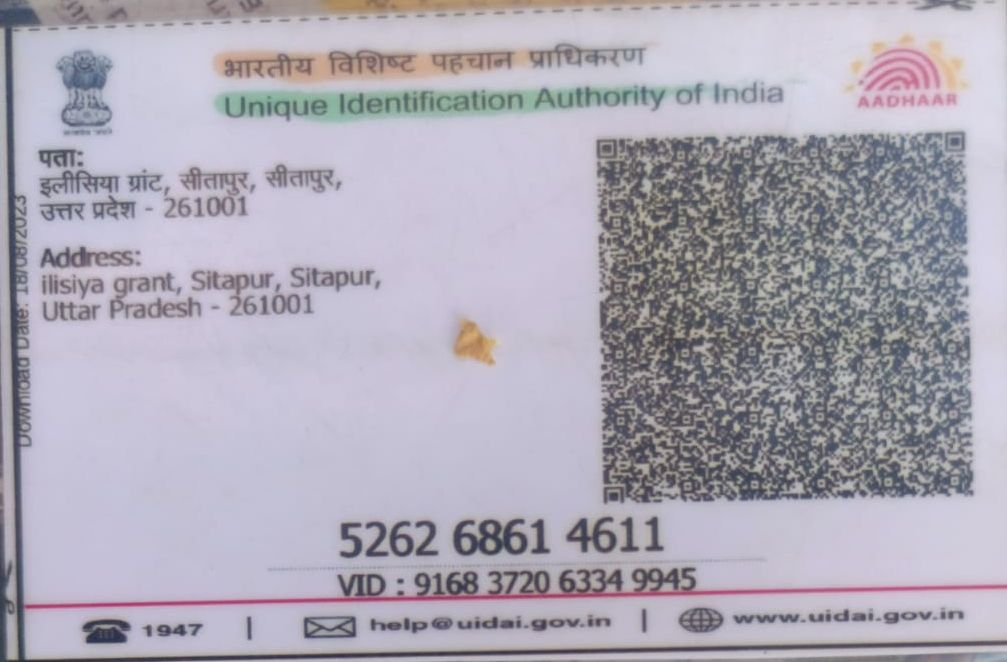 भारतीय विशिष्ट पहचान प्राधिकरण
Unique Identification Authority of India
AADHAAR
पता:
इलीसिया ग्रांट, सीतापुर, सीतापुर,
उत्तर प्रदेश - 261001
Address:
ilisiya grant, Sitapur, Sitapur,
Uttar Pradesh - 261001
Download Date: 18/08/2023
5262 6861 4611
VID : 9168 3720 6334 9945
1947 | help@uidai.gov.in | www.uidai.gov.in